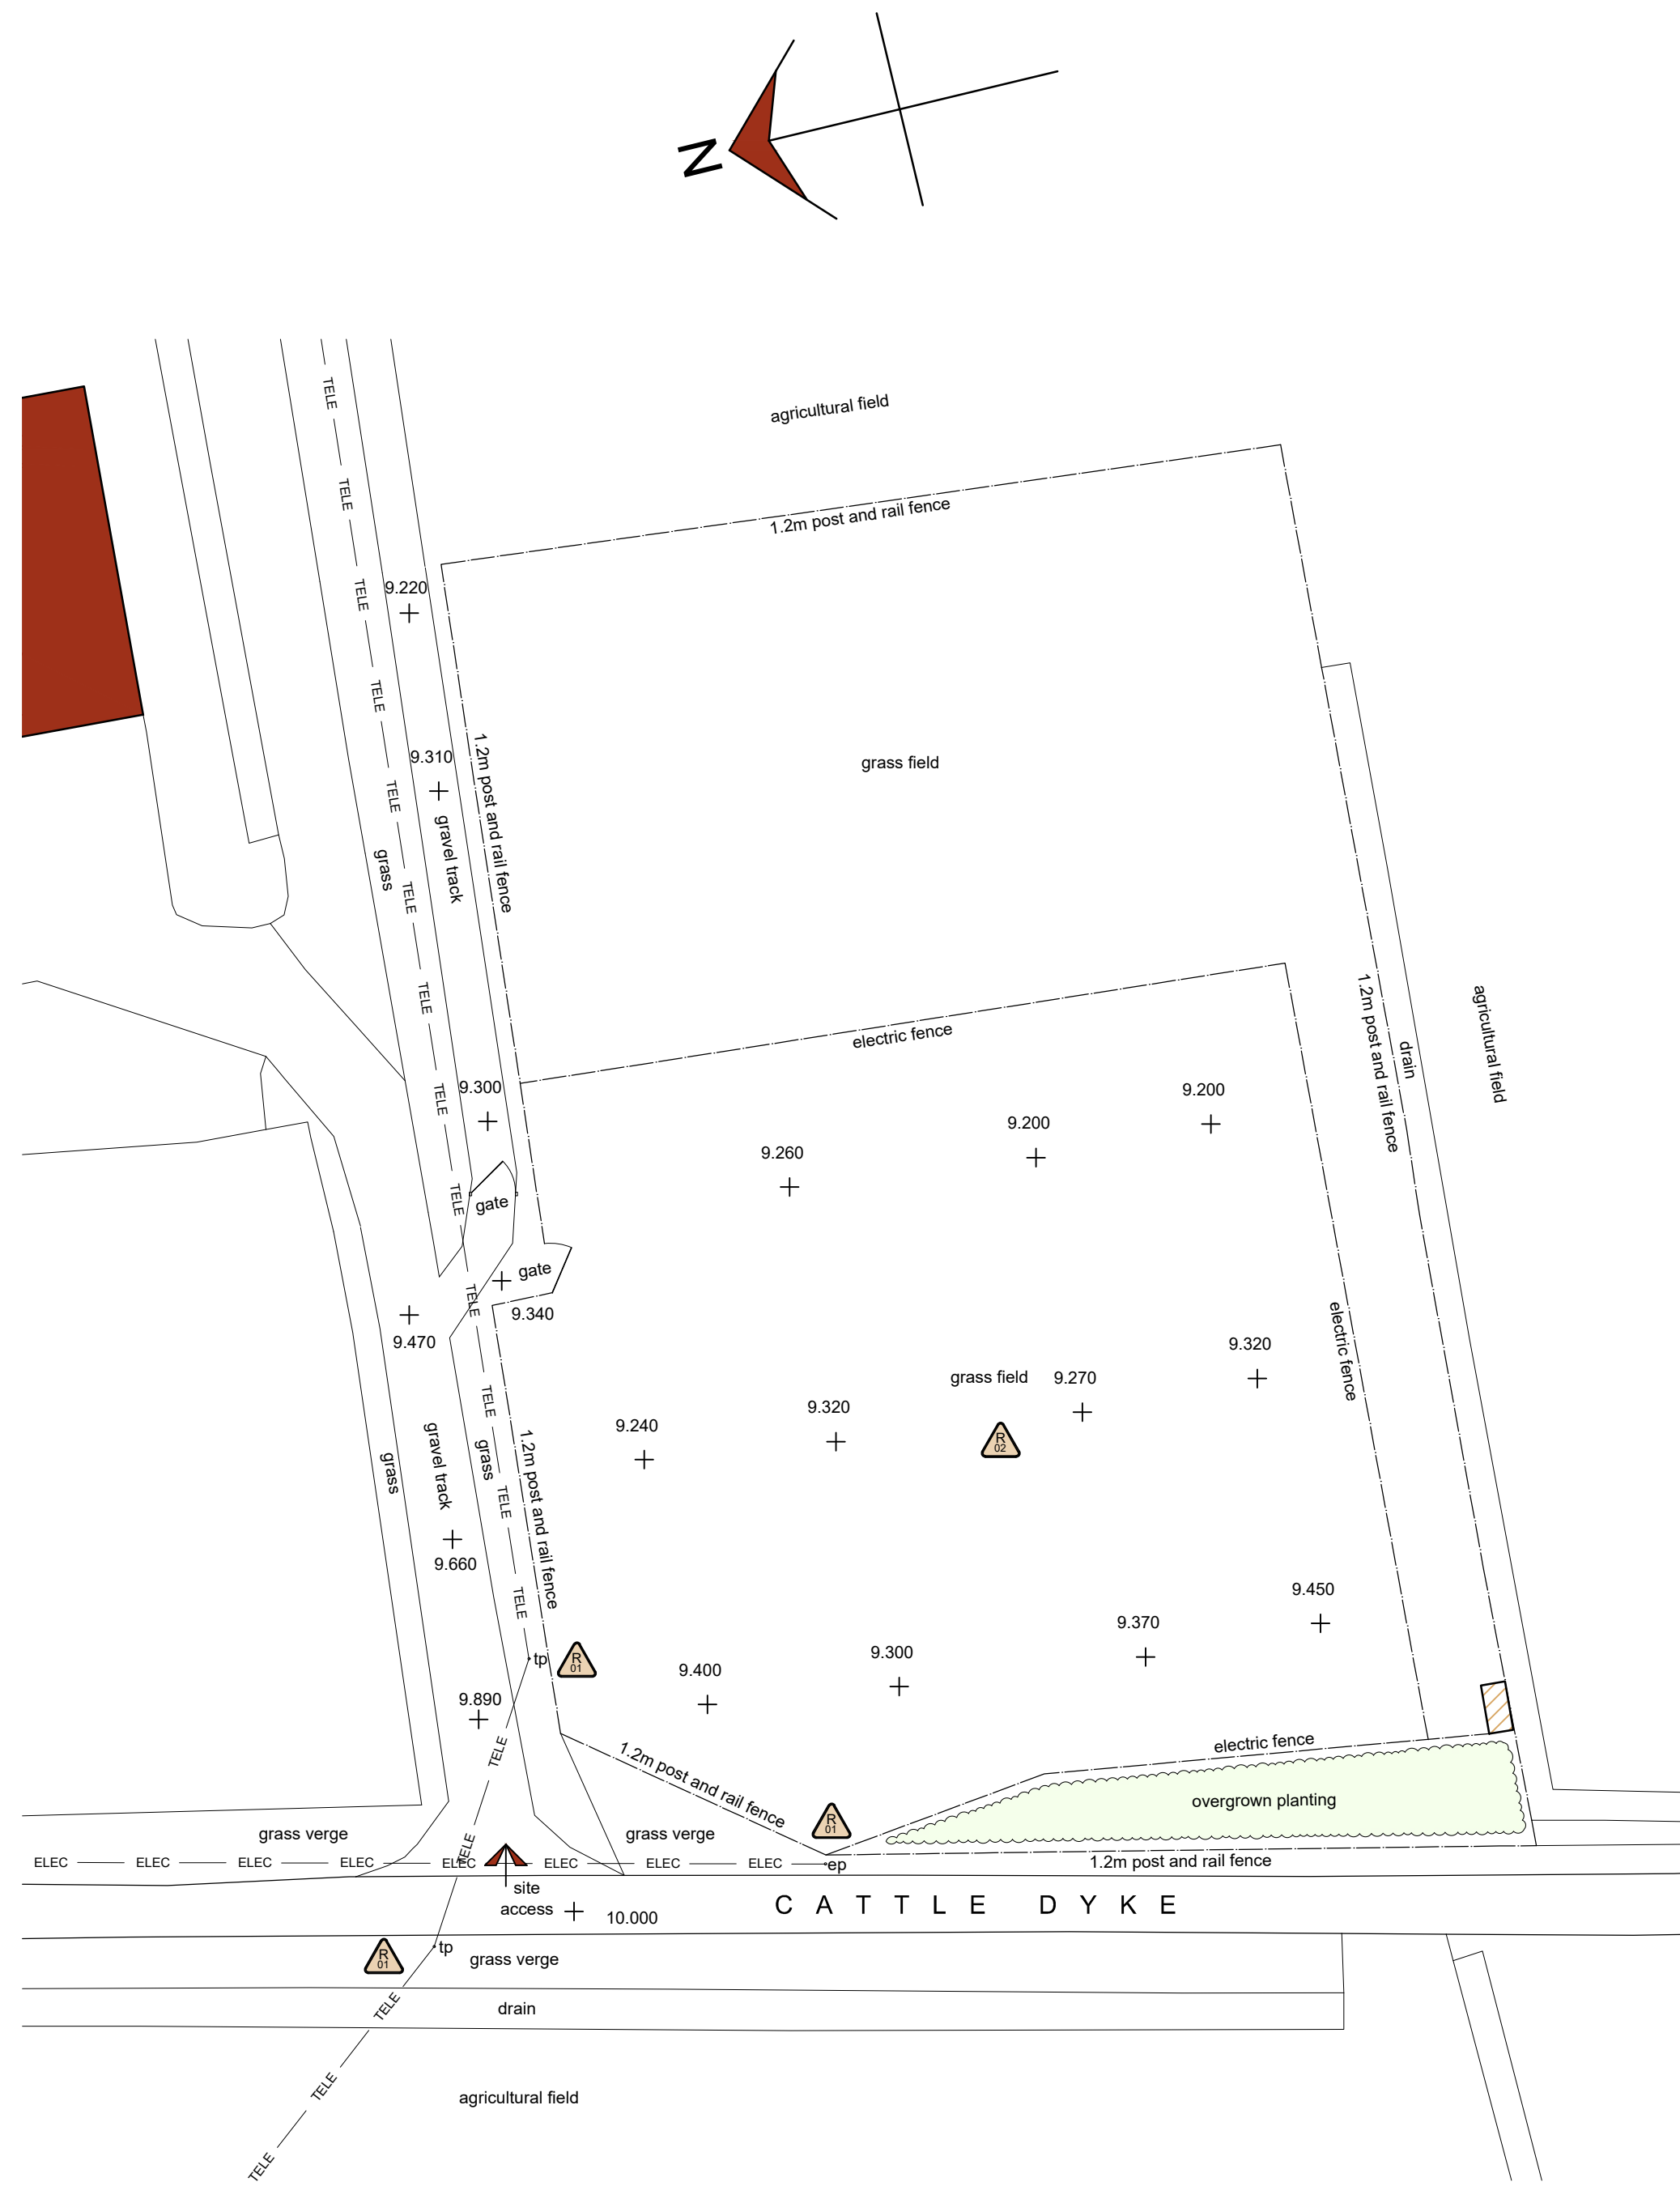 N
agricultural field
1.2m post and rail fence
TELE
TELE
TELE
TELE
TELE
TELE
TELE
TELE
TELE
TELE
TELE
TELE
TELE
9.220
9.310
grass
gravel track
1.2m post and rail fence
grass field
electric fence
9.300
gate
gate
9.340
9.470
9.260
9.200
9.200
1.2m post and rail fence
drain
agricultural field
electric fence
9.320
grass field
9.270
R
02
9.320
9.240
grass
gravel track
grass
1.2m post and rail fence
9.660
9.450
9.370
9.300
9.400
tp
R
01
9.890
TELE
1.2m post and rail fence
electric fence
overgrown planting
R
01
grass verge
TELE
grass verge
ELEC
ELEC
ELEC
ELEC
ELEC
ELEC
ELEC
ELEC
ep
1.2m post and rail fence
site
access
10.000
CATTLE DYKE
R
01
tp
grass verge
TELE
drain
TELE
agricultural field
TELE